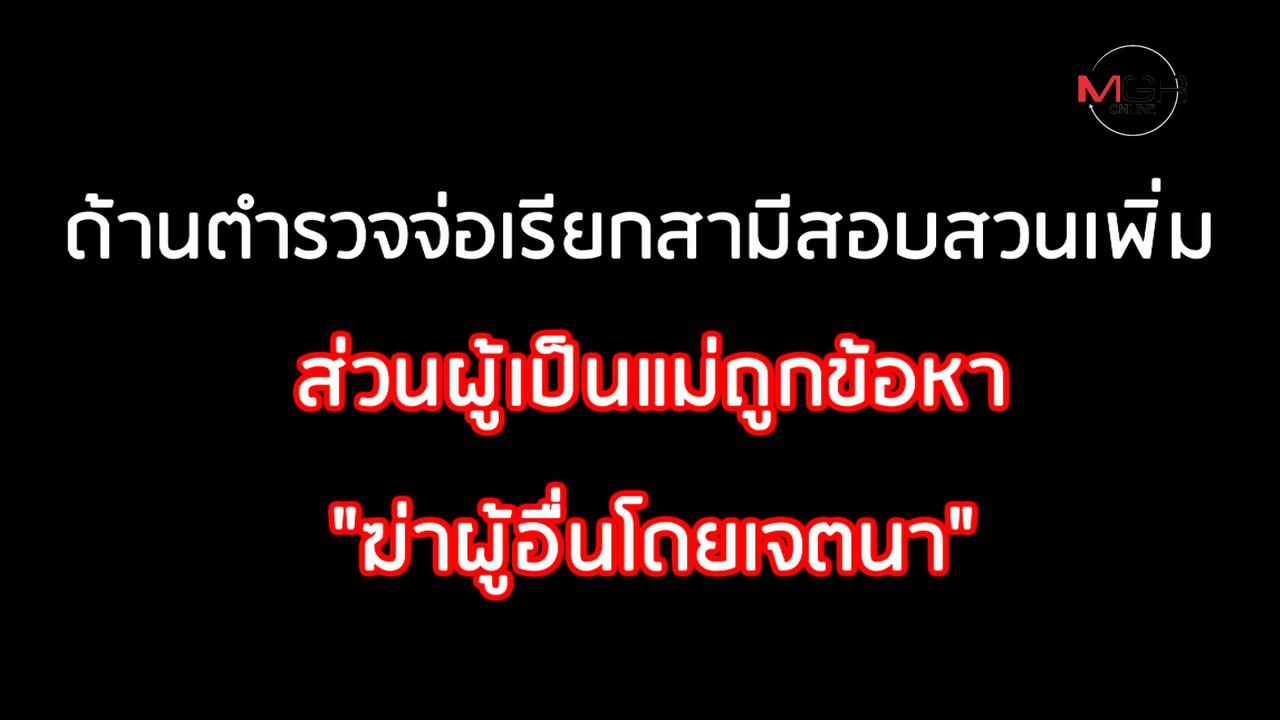 MGR
ONLINE
ด้านตำรวจจ่อเรียกสามีสอบสวนเพิ่ม
ส่วนผู้เป็นแม่ถูกข้อหา
"ฆ่าผู้อื่นโดยเจตนา"